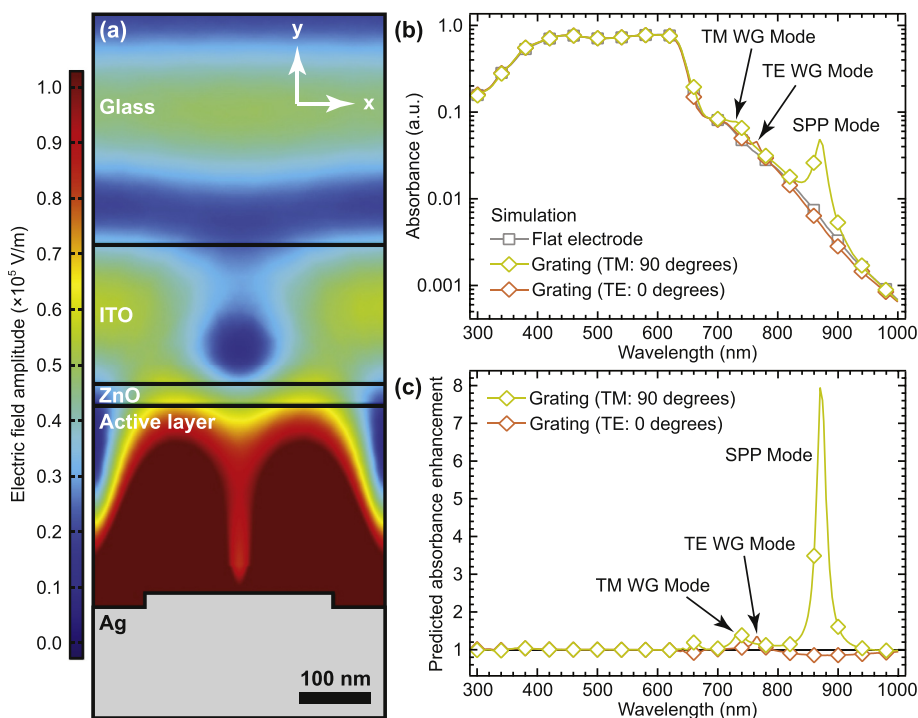 (a)
y
x
Glass
ITO
ZnO
Active layer
Ag
100 nm
Electric field amplitude (×10⁵ V/m)
1.0
0.9
0.8
0.7
0.6
0.5
0.4
0.3
0.2
0.1
0.0
(b)
Absorbance (a.u.)
1.0
0.1
0.01
0.001
TM WG Mode
TE WG Mode
SPP Mode
Simulation
Flat electrode
Grating (TM: 90 degrees)
Grating (TE: 0 degrees)
300 400 500 600 700 800 900 1000
Wavelength (nm)
(c)
Predicted absorbance enhancement
8
7
6
5
4
3
2
1
Grating (TM: 90 degrees)
Grating (TE: 0 degrees)
SPP Mode
TE WG Mode
TM WG Mode
300 400 500 600 700 800 900 1000
Wavelength (nm)